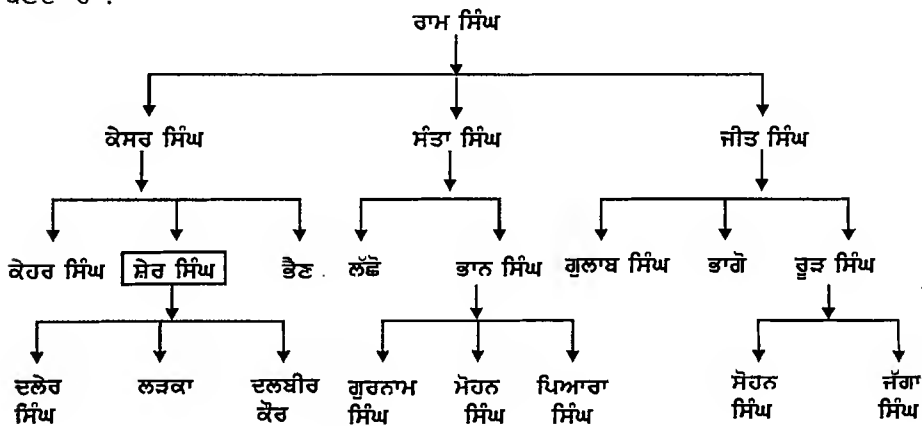 ਰਾਮ ਸਿੰਘ
ਕੇਸਰ ਸਿੰਘ ਸੰਤਾ ਸਿੰਘ ਜੀਤ ਸਿੰਘ
ਕੇਹਰ ਸਿੰਘ ਸ਼ੇਰ ਸਿੰਘ ਭੈਣ . ਲੱਛੋ ਭਾਨ ਸਿੰਘ ਗੁਲਾਬ ਸਿੰਘ ਭਾਗੋ ਰੂੜ ਸਿੰਘ
ਦਲੇਰ ਲੜਕਾ ਦਲਬੀਰ ਗੁਰਨਾਮ ਮੋਹਨ ਪਿਆਰਾ ਸੋਹਨ ਜੱਗਾ
ਸਿੰਘ ਕੌਰ ਸਿੰਘ ਸਿੰਘ ਸਿੰਘ ਸਿੰਘ ਸਿੰਘ